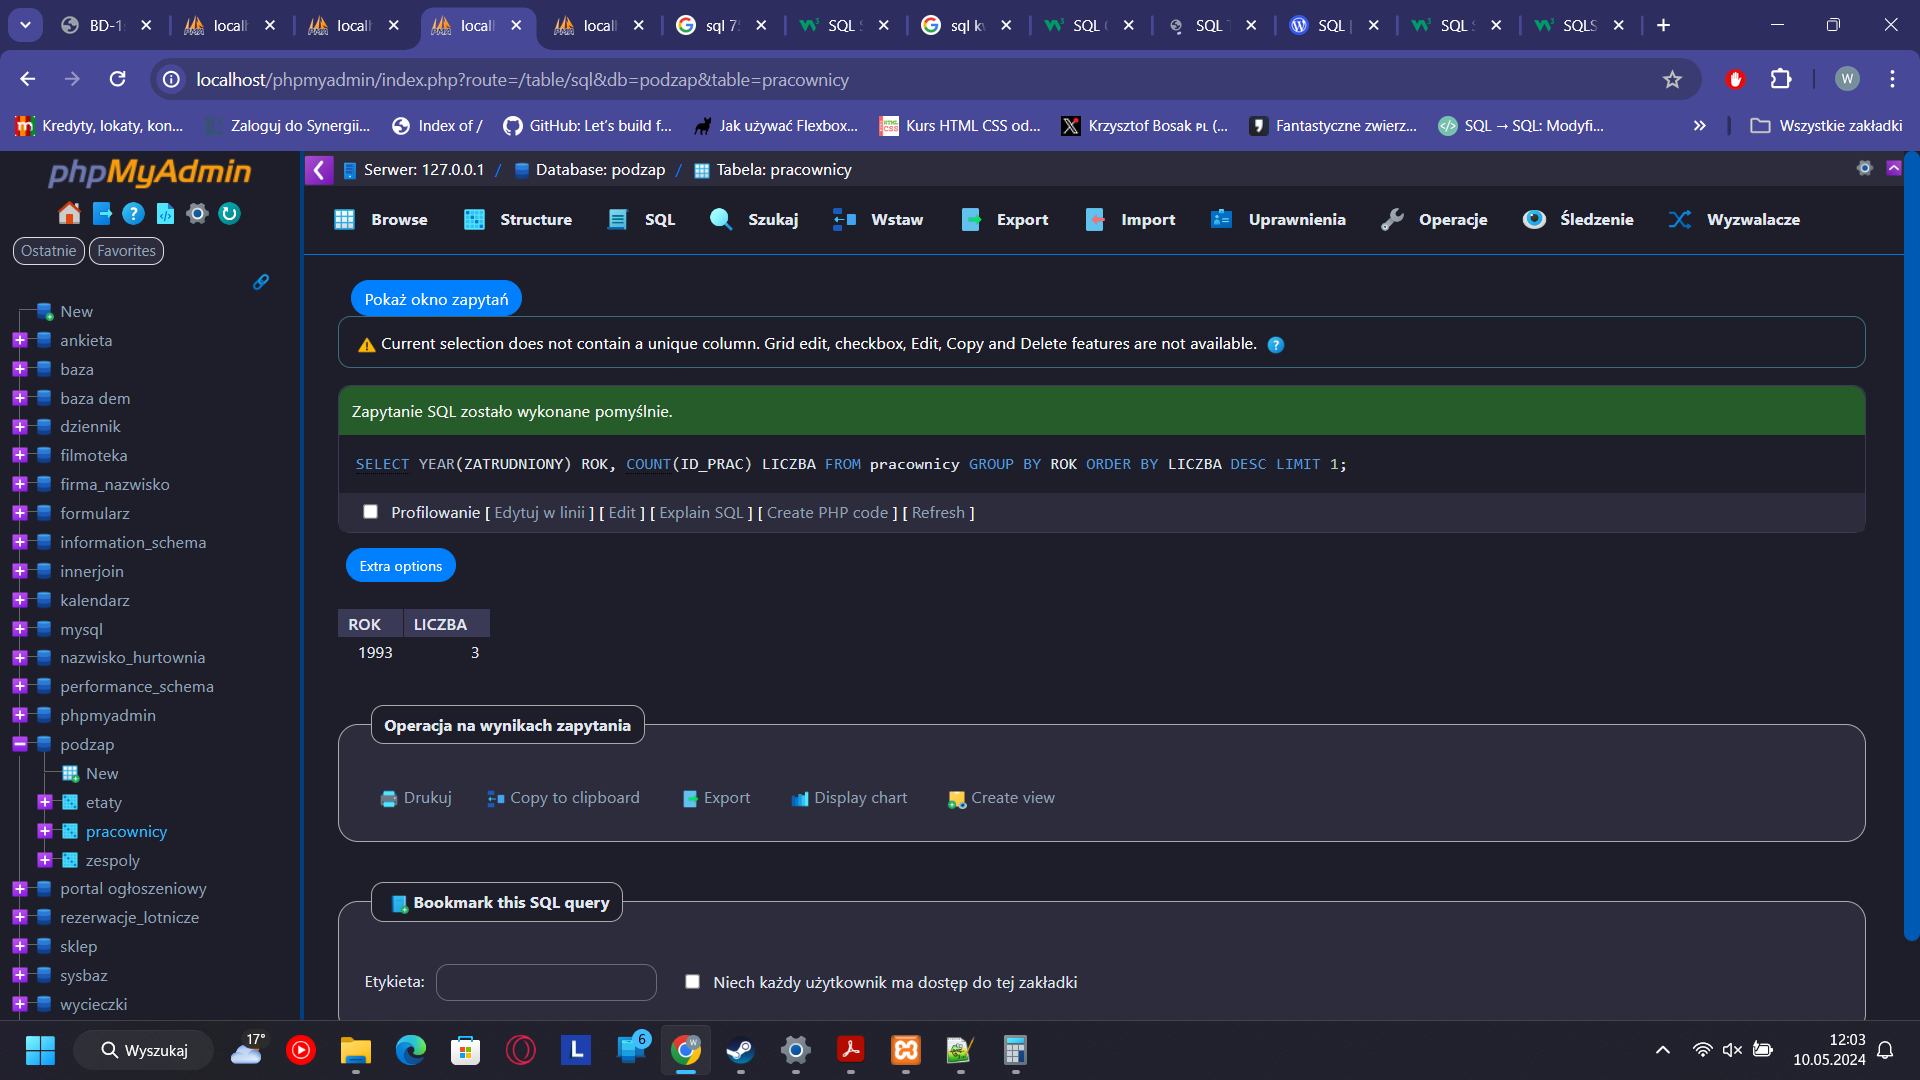 BD-1
localh
localh
localh
localh
sql 75
SQL S
sql kv
SQL (
SQL T
SQL |
SQL S
SQLS
localhost/phpmyadmin/index.php?route=/table/sql&db=podzap&table=pracownicy
W
Kredyty, lokaty, kon...
Zaloguj do Synergii...
Index of /
GitHub: Let's build f...
Jak używać Flexbox...
Kurs HTML CSS od...
Krzysztof Bosak PL (...
Fantastyczne zwierz...
SQL → SQL: Modyfi...
Wszystkie zakładki
phpMyAdmin
Ostatnie
Favorites
New
ankieta
baza
baza dem
dziennik
filmoteka
firma_nazwisko
formularz
information_schema
innerjoin
kalendarz
mysql
nazwisko_hurtownia
performance_schema
phpmyadmin
podzap
New
etaty
pracownicy
zespoly
portal ogłoszeniowy
rezerwacje_lotnicze
sklep
sysbaz
wycieczki
Serwer: 127.0.0.1 / Database: podzap / Tabela: pracownicy
Browse
Structure
SQL
Szukaj
Wstaw
Export
Import
Uprawnienia
Operacje
Śledzenie
Wyzwalacze
Pokaż okno zapytań
Current selection does not contain a unique column. Grid edit, checkbox, Edit, Copy and Delete features are not available.
Zapytanie SQL zostało wykonane pomyślnie.
SELECT YEAR(ZATRUDNIONY) ROK, COUNT(ID_PRAC) LICZBA FROM pracownicy GROUP BY ROK ORDER BY LICZBA DESC LIMIT 1;
Profilowanie [ Edytuj w linii ] [ Edit ] [ Explain SQL ] [ Create PHP code ] [ Refresh ]
Extra options
ROK LICZBA
1993 3
Operacja na wynikach zapytania
Drukuj
Copy to clipboard
Export
Display chart
Create view
Bookmark this SQL query
Etykieta:
Niech każdy użytkownik ma dostęp do tej zakładki
Wyszukaj
17°
L
6
W
12:03
10.05.2024